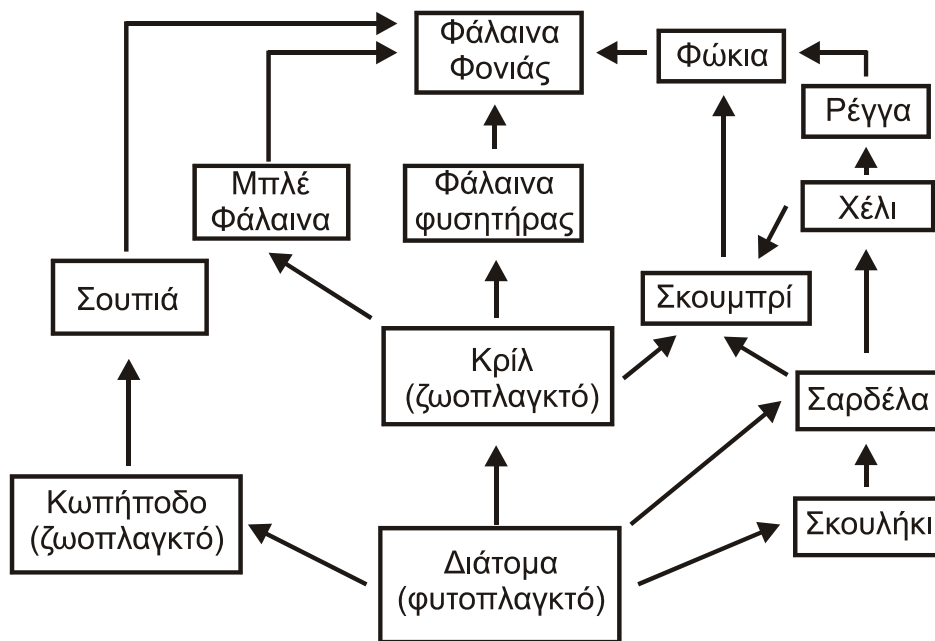 Φάλαινα
Φονιάς
Φώκια
Ρέγγα
Μπλέ
Φάλαινα
Φάλαινα
φυσητήρας
Χέλι
Σουπιά
Σκουμπρί
Κρίλ
(ζωοπλαγκτό)
Σαρδέλα
Κωπήποδο
(ζωοπλαγκτό)
Διάτομα
(φυτοπλαγκτό)
Σκουλήκι